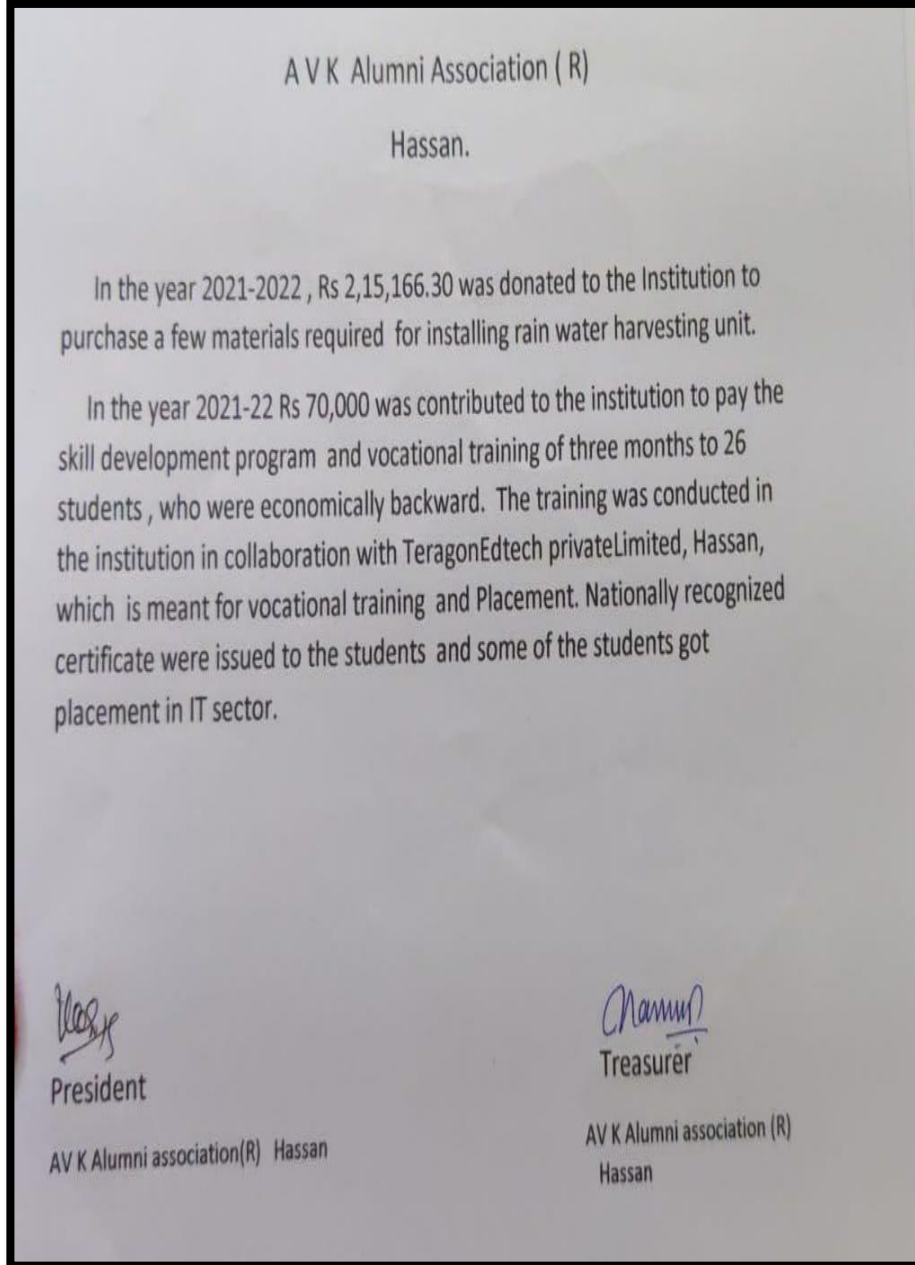 A V K Alumni Association ( R)
Hassan.
In the year 2021-2022 , Rs 2,15,166.30 was donated to the Institution to
purchase a few materials required for installing rain water harvesting unit.
In the year 2021-22 Rs 70,000 was contributed to the institution to pay the
skill development program and vocational training of three months to 26
students , who were economically backward. The training was conducted in
the institution in collaboration with TeragonEdtech privateLimited, Hassan,
which is meant for vocational training and Placement. Nationally recognized
certificate were issued to the students and some of the students got
placement in IT sector.
President
AV K Alumni association(R) Hassan
Treasurer
AV K Alumni association (R)
Hassan